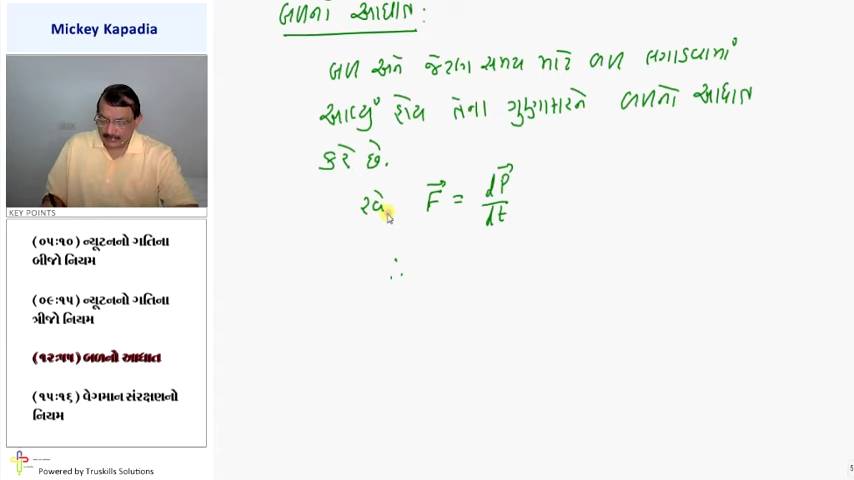 Mickey Kapadia
KEY POINTS
(૦૫:૧૦) ન્યૂટનનો ગતિના
બીજો નિયમ
(૦૯:૧૫) ન્યૂટનનો ગતિના
ત્રીજો નિયમ
(૧૨:૫૫) બળનો આઘાત
(૧૫:૧૬) વેગમાન સંરક્ષણનો
નિયમ
Powered by Truskills Solutions
બળનો આઘાત :
બળ અને જેટલા સમય માટે બળ લગાડવામાં
આવ્યું હોય તેના ગુણાકારને બળનો આઘાત
કહે છે.
હવે F⃗ = dP⃗/dt
∴
5